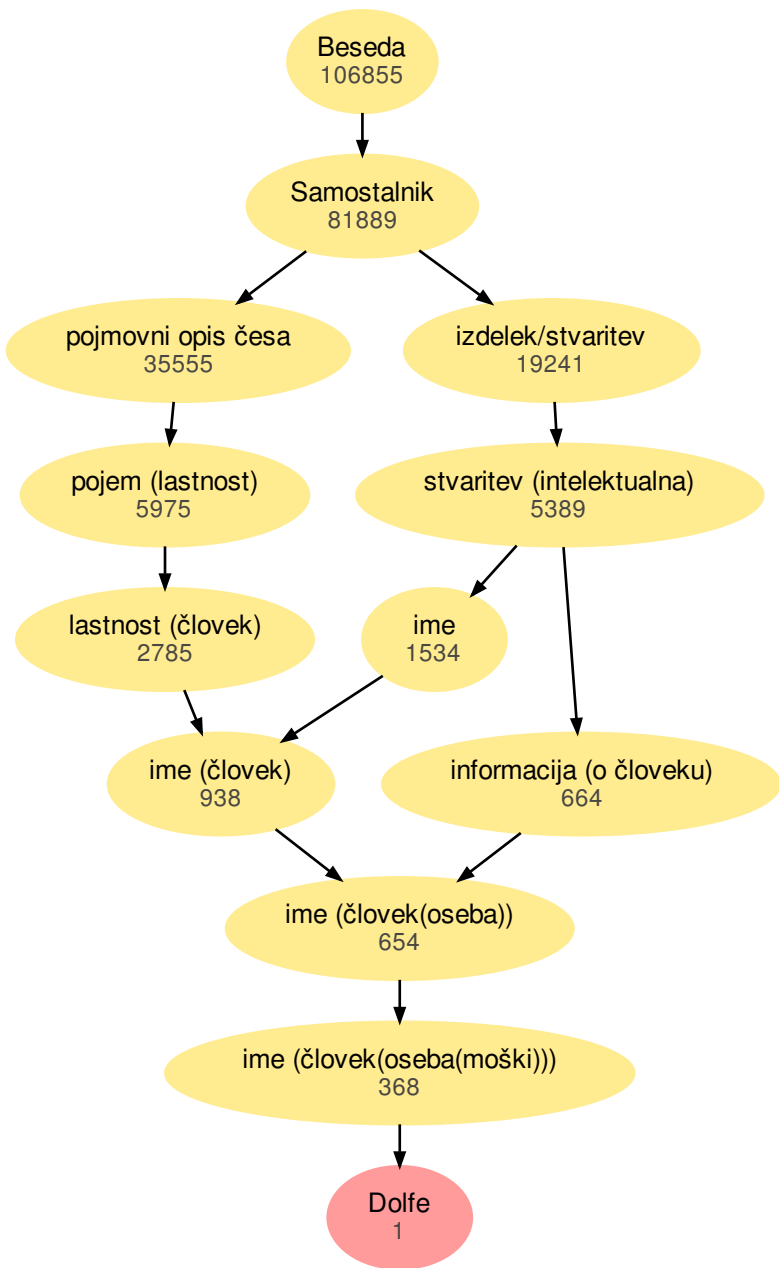 Beseda
106855
Samostalnik
81889
pojmovni opis česa
35555
izdelek/stvaritev
19241
pojem (lastnost)
5975
stvaritev (intelektualna)
5389
lastnost (človek)
2785
ime
1534
ime (človek)
938
informacija (o človeku)
664
ime (človek(oseba))
654
ime (človek(oseba(moški)))
368
Dolfe
1